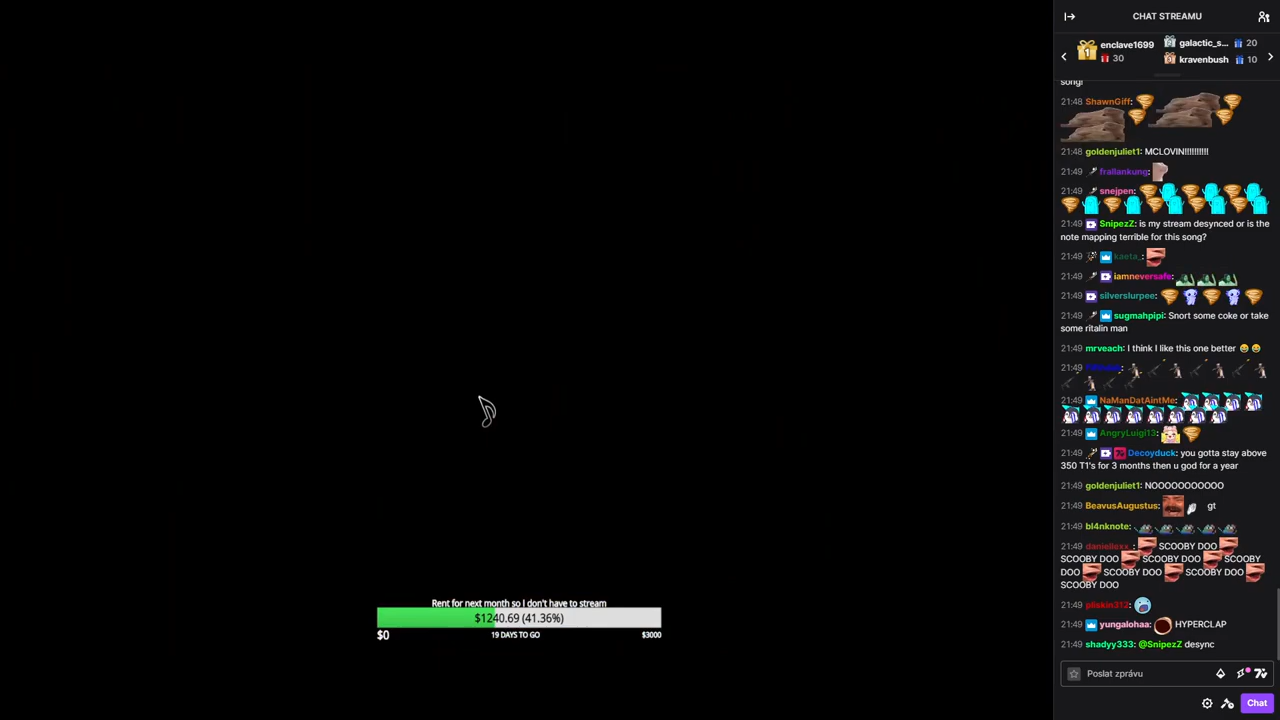 CHAT STREAMU
enclave1699
30
galactic_s... 20
kravenbush 10
song!
21:48 ShawnGiff:
21:48 goldenjuliet1: MCLOVIN!!!!!!!!!!
21:49 frallankung:
21:49 snejpen:
21:49 SnipezZ: is my stream desynced or is the
note mapping terrible for this song?
21:49 kaeta_:
21:49 iamneversafe:
21:49 silverslurpee:
21:49 sugmahpipi: Snort some coke or take
some ritalin man
21:49 mrveach: I think I like this one better
21:49
21:49 NaManDatAintMe:
21:49 AngryLuigi13:
21:49 Decoyduck: you gotta stay above
350 T1's for 3 months then u god for a year
21:49 goldenjuliet1: NOOOOOOOOOOO
21:49 BeavusAugustus: gt
21:49 bl4nknote:
21:49 daniellexx_: SCOOBY DOO
SCOOBY DOO SCOOBY DOO SCOOBY
DOO SCOOBY DOO SCOOBY DOO
SCOOBY DOO
21:49 pliskin312:
21:49 yungalohaa: HYPERCLAP
21:49 shadyy333: @SnipezZ desync
Poslat zprávu
Chat
Rent for next month so I don't have to stream
$1240.69 (41.36%)
$0 19 DAYS TO GO $3000